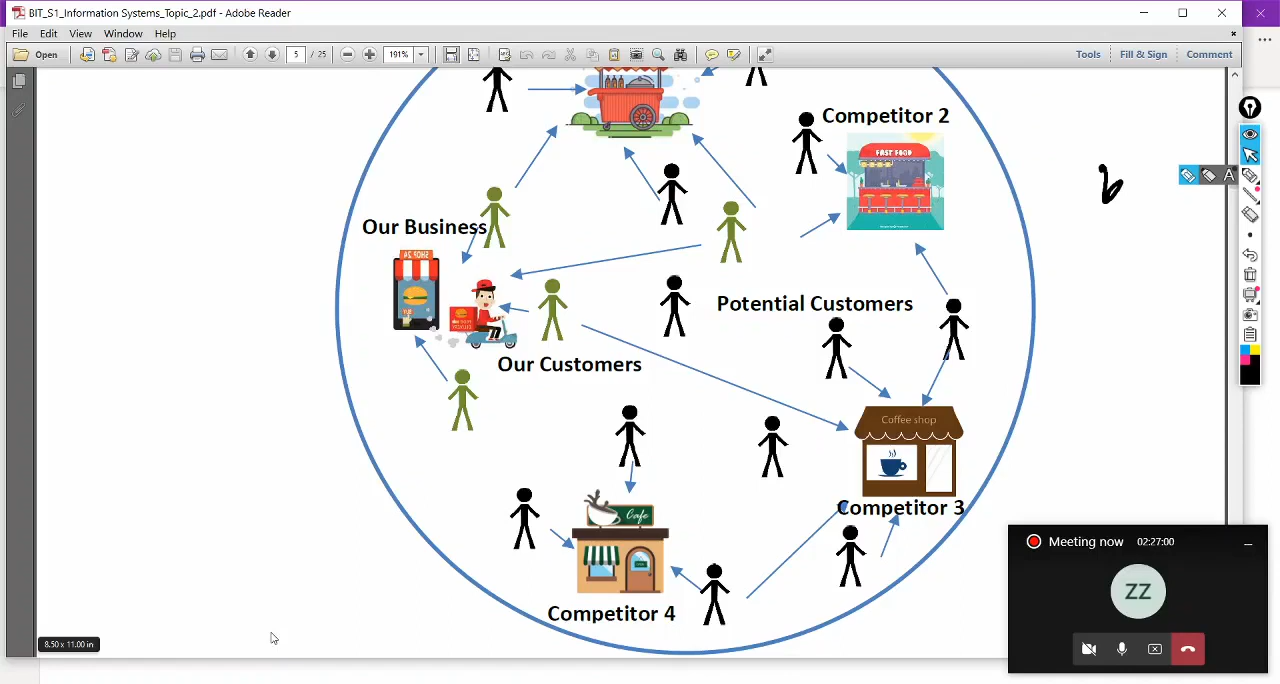 BIT_S1_Information Systems_Topic_2.pdf - Adobe Reader
File Edit View Window Help
Open 5 / 25 191% Tools Fill & Sign Comment
Competitor 2
FAST FOOD
Our Business
SHOP 24
Potential Customers
Our Customers
Coffee shop
Competitor 3
Cafe
Competitor 4
b
A
Meeting now 02:27:00
ZZ
8.50 x 11.00 in